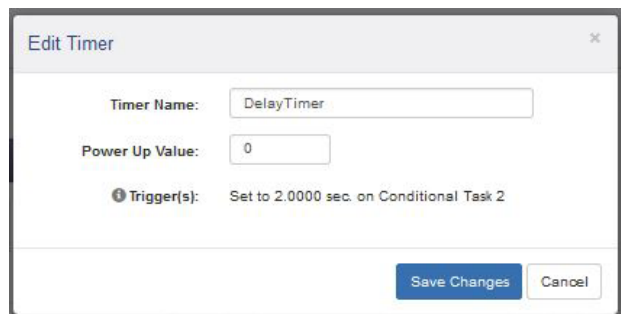 Edit Timer ×
Timer Name: DelayTimer
Power Up Value: 0
Trigger(s): Set to 2.0000 sec. on Conditional Task 2
Save Changes Cancel